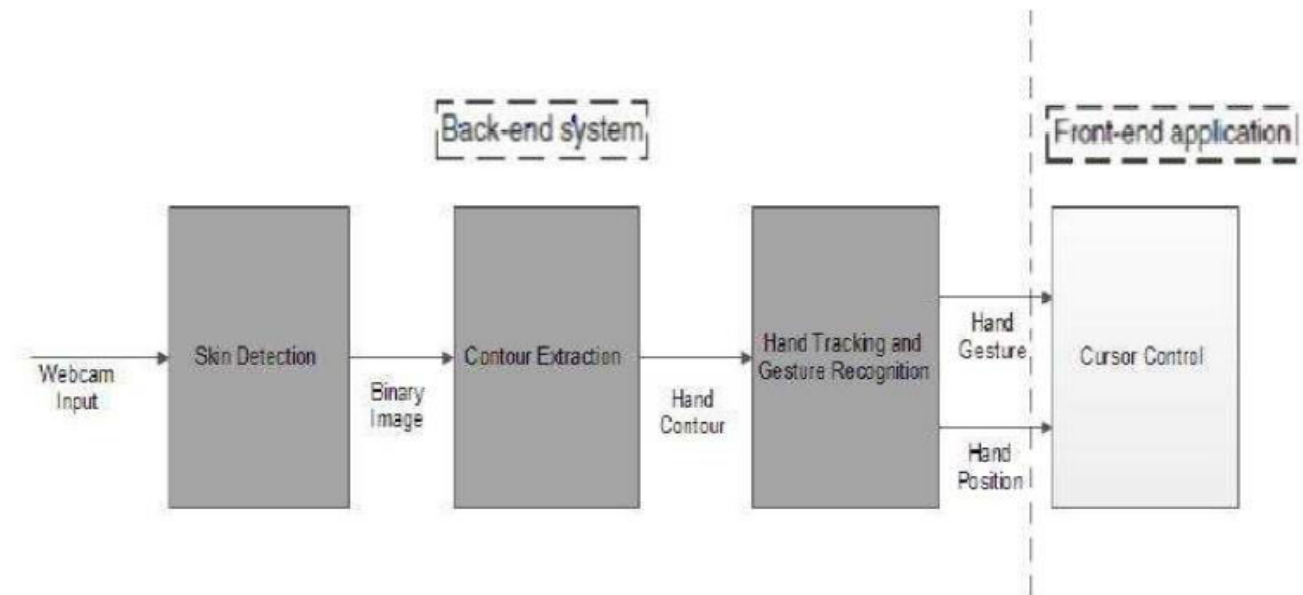 Back-end system
Front-end application
Webcam
Input
Skin Detection
Binary
Image
Contour Extraction
Hand
Contour
Hand Tracking and
Gesture Recognition
Hand
Gesture
Hand
Position
Cursor Control